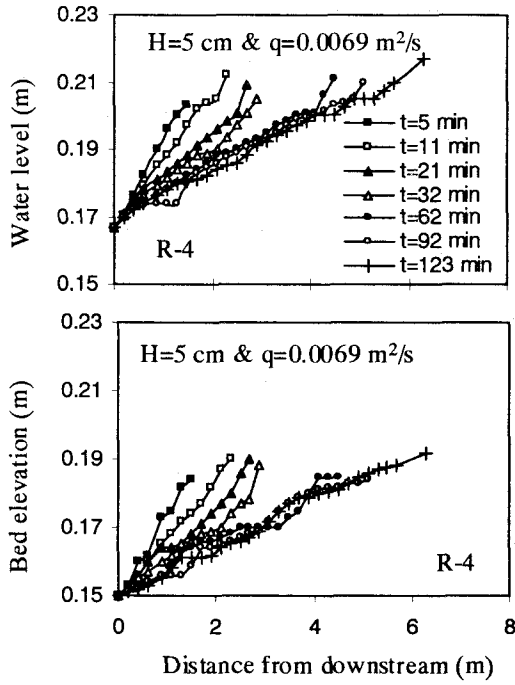 H=5 cm & q=0.0069 m²/s
Water level (m)
0.23
0.21
0.19
0.17
0.15
t=5 min
t=11 min
t=21 min
t=32 min
t=62 min
t=92 min
t=123 min
R-4
H=5 cm & q=0.0069 m²/s
Bed elevation (m)
0.23
0.21
0.19
0.17
0.15
R-4
0
2
4
6
8
Distance from downstream (m)